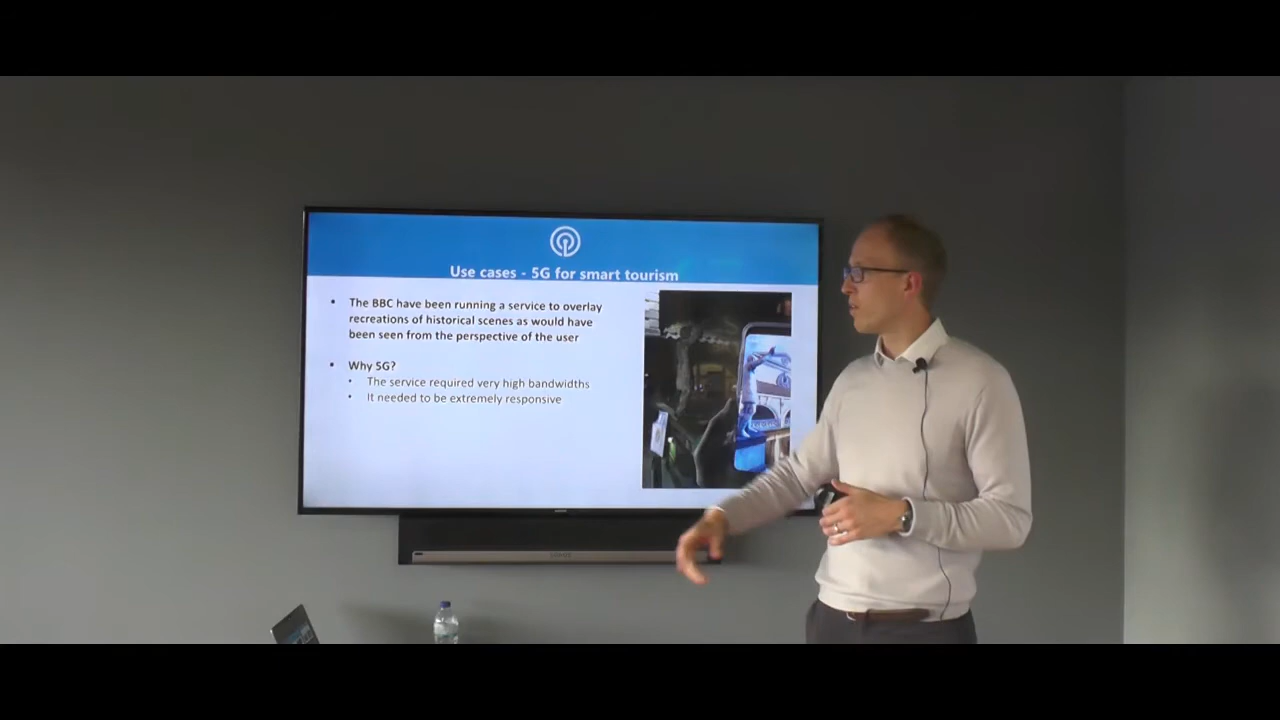 Use cases - 5G for smart tourism
• The BBC have been running a service to overlay
recreations of historical scenes as would have
been seen from the perspective of the user
• Why 5G?
• The service required very high bandwidths
• It needed to be extremely responsive